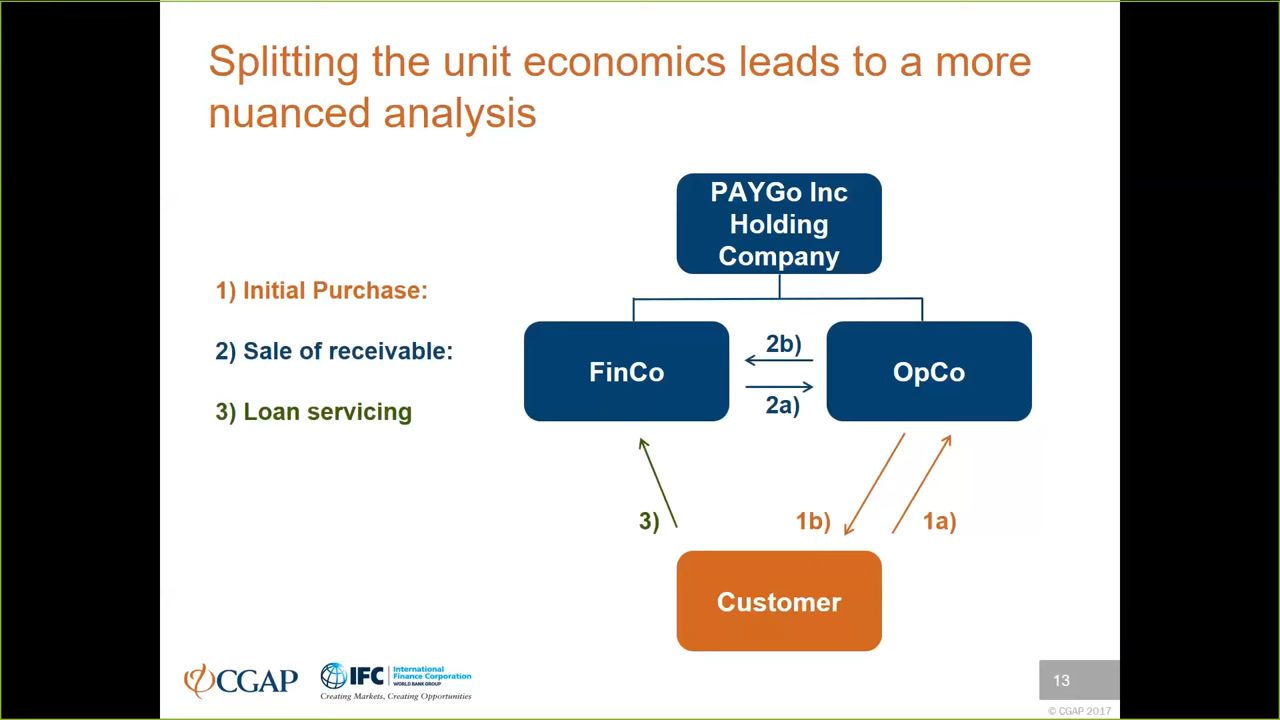 Splitting the unit economics leads to a more
nuanced analysis
PAYGo Inc
Holding
Company
1) Initial Purchase:
2) Sale of receivable:
3) Loan servicing
FinCo
2b)
2a)
OpCo
3)
1b)
1a)
Customer
CGAP
IFC
International
Finance Corporation
WORLD BANK GROUP
Creating Markets, Creating Opportunities
13
© CGAP 2017